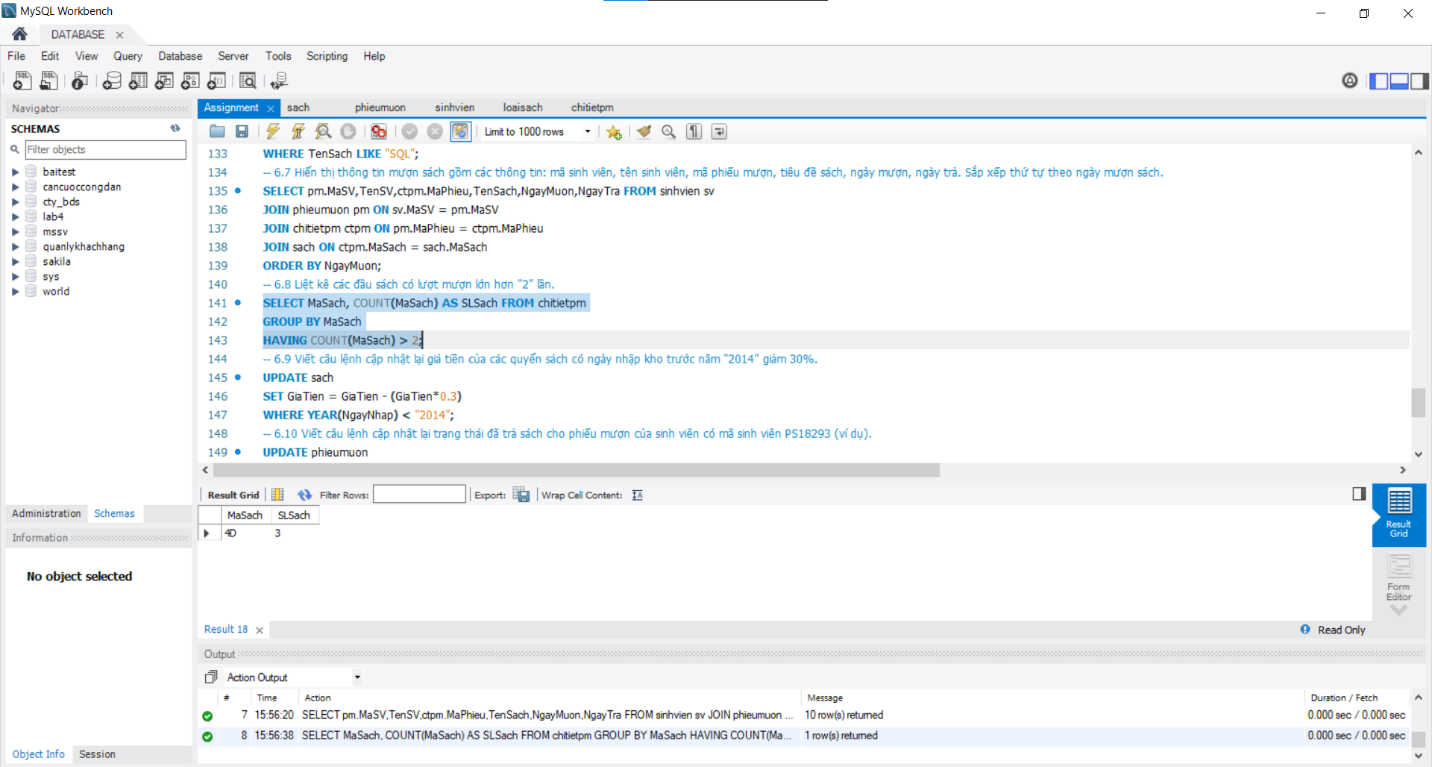 MySQL Workbench
DATABASE
File Edit View Query Database Server Tools Scripting Help
Navigator
SCHEMAS
Filter objects
baitest
cancuoccongdan
cty_bds
lab4
mssv
quanlykhachhang
sakila
sys
world
Administration Schemas
Information
No object selected
Object Info Session
Assignment sach phieumuon sinhvien loaisach chitietpm
Limit to 1000 rows
133 WHERE TenSach LIKE "SQL";
134 -- 6.7 Hiển thị thông tin mượn sách gồm các thông tin: mã sinh viên, tên sinh viên, mã phiếu mượn, tiêu đề sách, ngày mượn, ngày trả. Sắp xếp thứ tự theo ngày mượn sách.
135 SELECT pm.MaSV,TenSV,ctpm.MaPhieu,TenSach,NgayMuon,NgayTra FROM sinhvien sv
136 JOIN phieumuon pm ON sv.MaSV = pm.MaSV
137 JOIN chitietpm ctpm ON pm.MaPhieu = ctpm.MaPhieu
138 JOIN sach ON ctpm.MaSach = sach.MaSach
139 ORDER BY NgayMuon;
140 -- 6.8 Liệt kê các đầu sách có lượt mượn lớn hơn "2" lần.
141 SELECT MaSach, COUNT(MaSach) AS SLSach FROM chitietpm
142 GROUP BY MaSach
143 HAVING COUNT(MaSach) > 2;
144 -- 6.9 Viết câu lệnh cập nhật lại giá tiền của các quyển sách có ngày nhập kho trước năm "2014" giảm 30%.
145 UPDATE sach
146 SET GiaTien = GiaTien - (GiaTien*0.3)
147 WHERE YEAR(NgayNhap) < "2014";
148 -- 6.10 Viết câu lệnh cập nhật lại trạng thái đã trả sách cho phiếu mượn của sinh viên có mã sinh viên PS18293 (ví dụ).
149 UPDATE phieumuon
Result Grid Filter Rows: Export: Wrap Cell Content:
MaSach SLSach
4D 3
Result Grid
Form Editor
Result 18
Read Only
Output
Action Output
# Time Action Message Duration / Fetch
7 15:56:20 SELECT pm.MaSV,TenSV,ctpm.MaPhieu,TenSach,NgayMuon,NgayTra FROM sinhvien sv JOIN phieumuon ... 10 row(s) returned 0.000 sec / 0.000 sec
8 15:56:38 SELECT MaSach, COUNT(MaSach) AS SLSach FROM chitietpm GROUP BY MaSach HAVING COUNT(Ma... 1 row(s) returned 0.000 sec / 0.000 sec